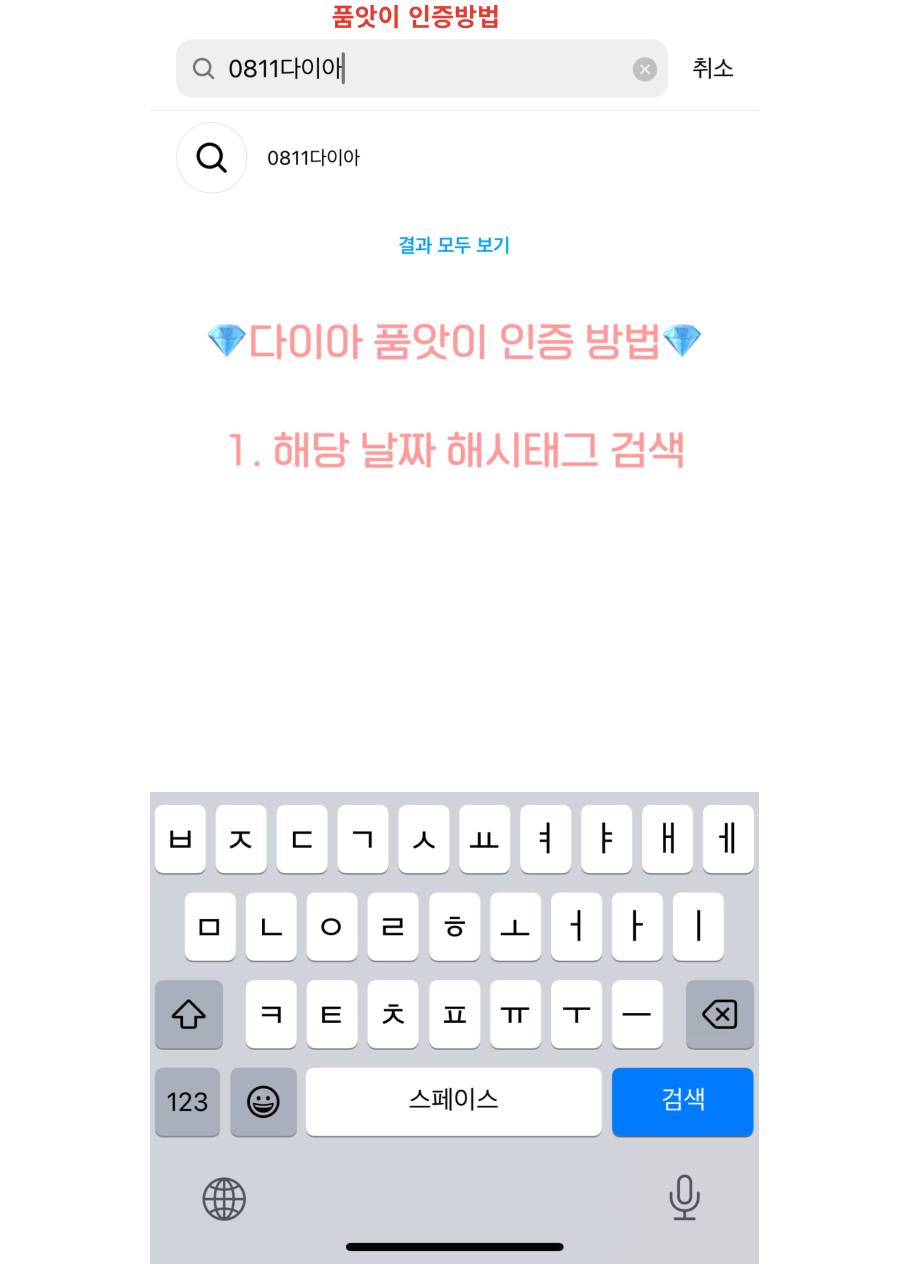 품앗이 인증방법
0811다이아 취소
0811다이아
결과 모두 보기
💎다이아 품앗이 인증 방법💎
1. 해당 날짜 해시태그 검색
ㅂ ㅈ ㄷ ㄱ ㅅ ㅛ ㅕ ㅑ ㅐ ㅔ
ㅁ ㄴ ㅇ ㄹ ㅎ ㅗ ㅓ ㅏ ㅣ
ㅋ ㅌ ㅊ ㅍ ㅠ ㅜ ㅡ
123 스페이스 검색